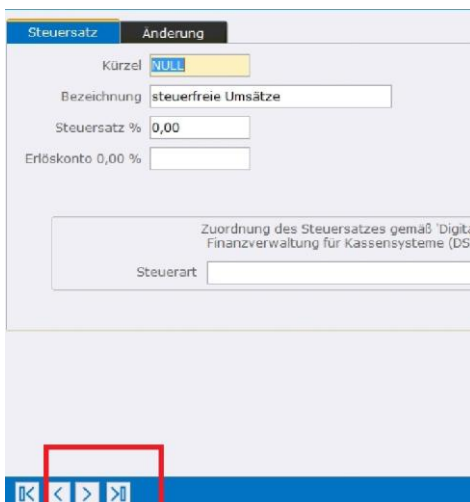 Steuersatz Änderung
Kürzel NULL
Bezeichnung steuerfreie Umsätze
Steuersatz % 0,00
Erlöskonto 0,00 %
Zuordnung des Steuersatzes gemäß 'Digita
Finanzverwaltung für Kassensysteme (DS
Steuerart